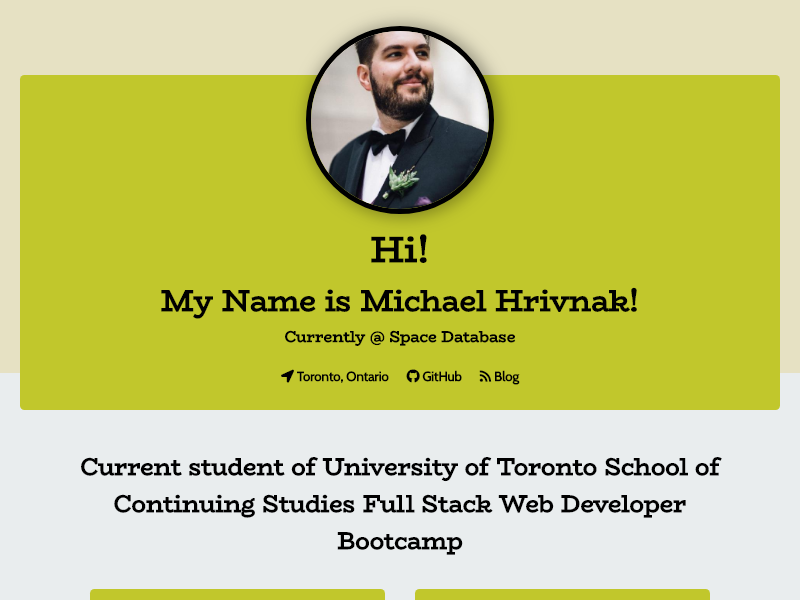 Hi!
My Name is Michael Hrivnak!
Currently @ Space Database
Toronto, Ontario GitHub Blog
Current student of University of Toronto School of
Continuing Studies Full Stack Web Developer
Bootcamp